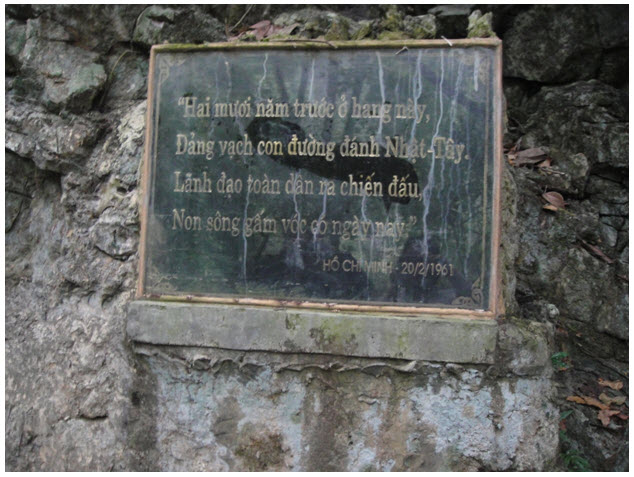 “Hai mươi năm trước ở hang này,
Đảng vạch con đường đánh Nhật-Tây.
Lãnh đạo toàn dân ra chiến đấu,
Non sông gấm vóc có ngày nay.”
HỒ CHÍ MINH - 20/2/1961